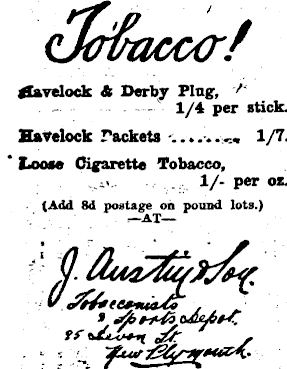 Tobacco!
Havelock & Derby Plug,
1/4 per stick.
Havelock Packets ........ 1/7.
Loose Cigarette Tobacco,
1/- per oz.
(Add 8d postage on pound lots.)
—AT—
J. Austin & Son.
Tobacconists
& Sports Depot.
95 Devon St.
New Plymouth.